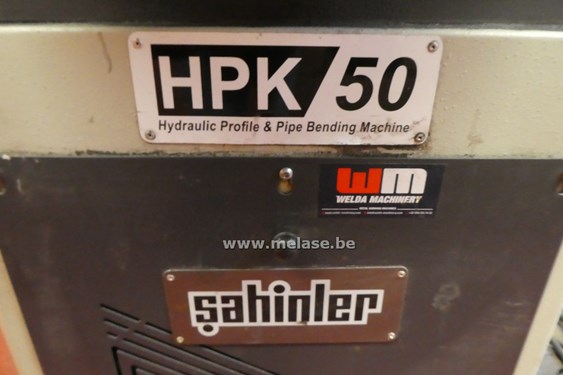 HPK/50
Hydraulic Profile & Pipe Bending Machine
WM
WELDA MACHINERY
www.melase.be
şahinler